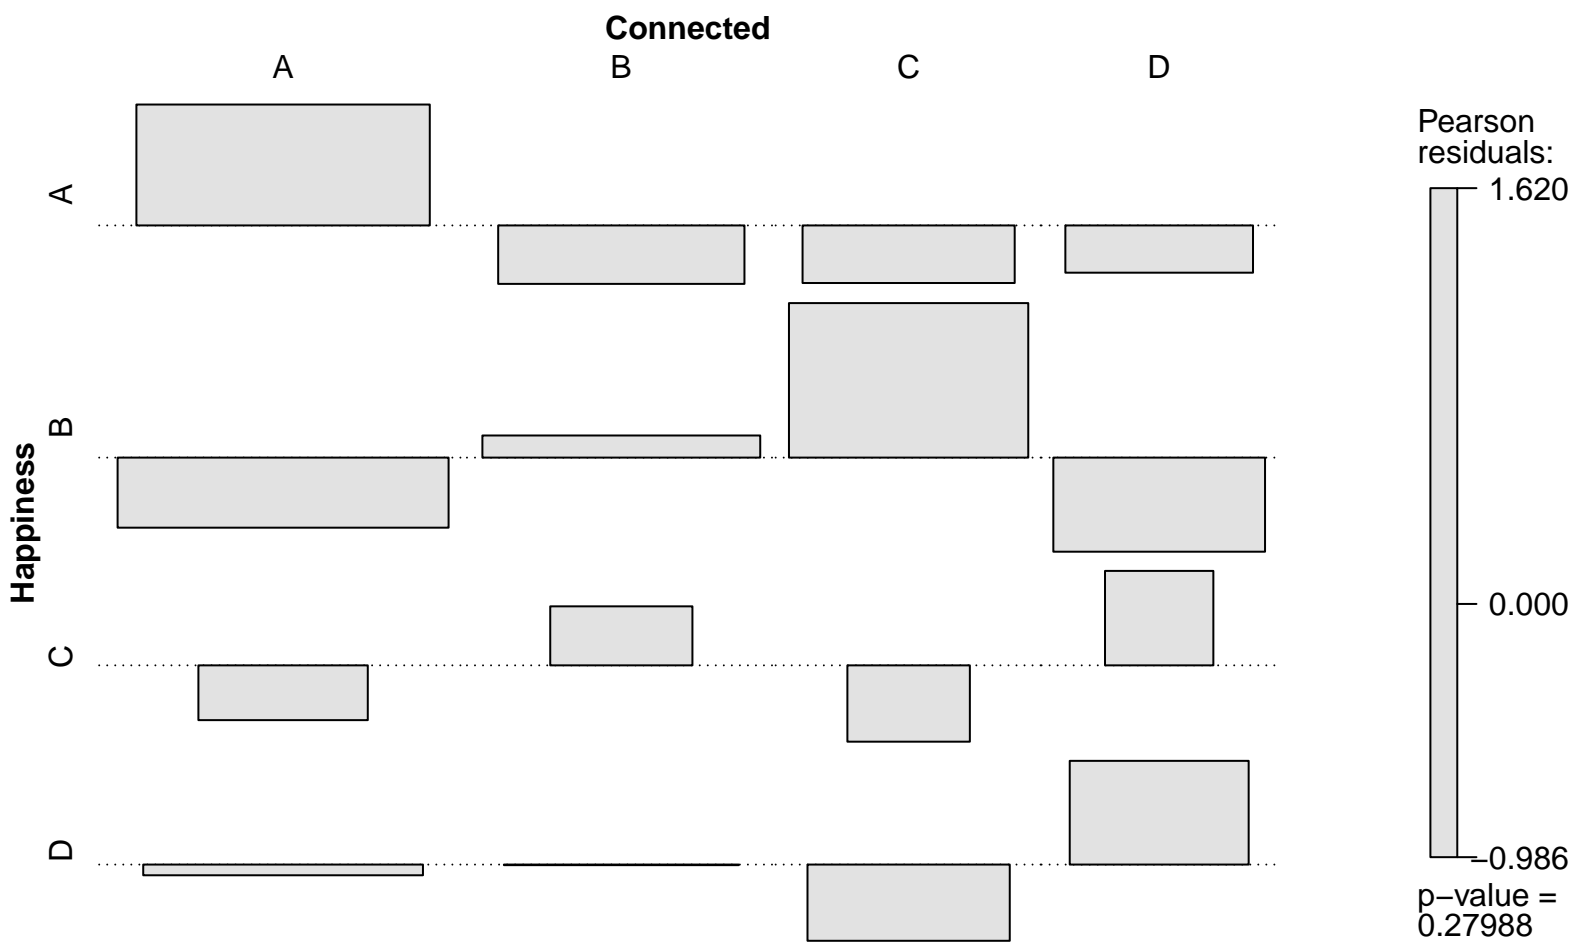 Connected
A B C D
Pearson
residuals:
1.620
A
B
Happiness
0.000
C
D
−0.986
p−value =
0.27988